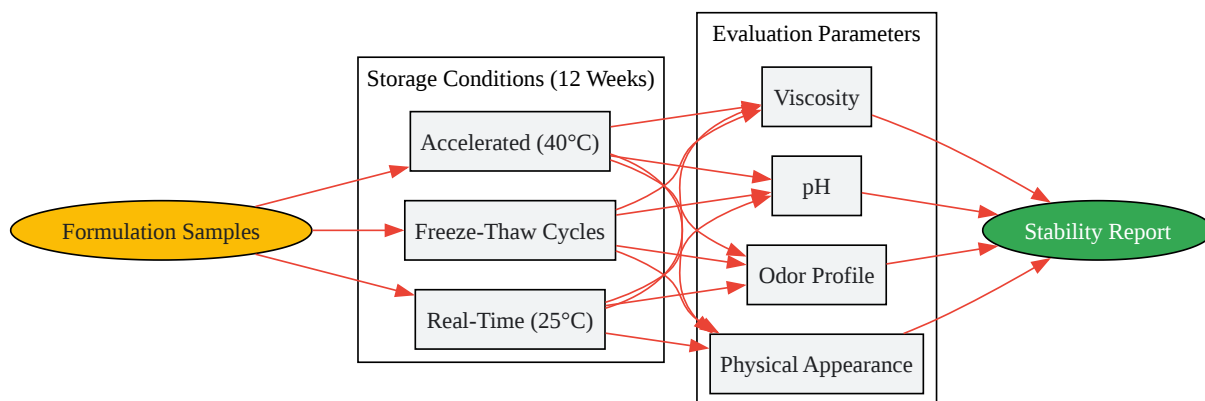 Formulation Samples
Storage Conditions (12 Weeks)
Accelerated (40°C)
Freeze-Thaw Cycles
Real-Time (25°C)
Evaluation Parameters
Viscosity
pH
Odor Profile
Physical Appearance
Stability Report